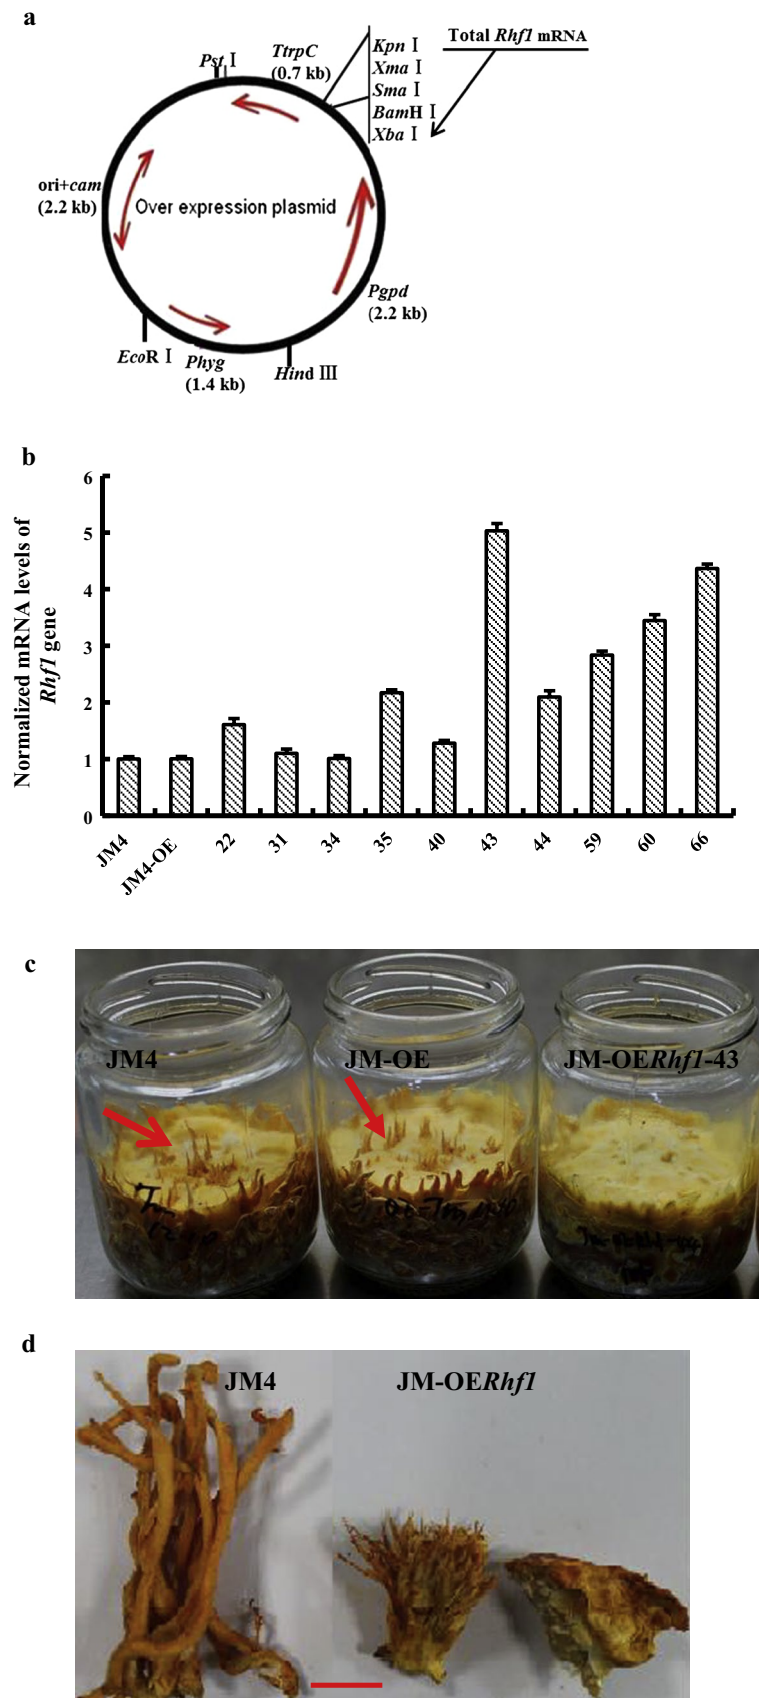 a
Pst I
TtrpC
(0.7 kb)
Kpn I
Xma I
Sma I
BamH I
Xba I
Total Rhf1 mRNA
ori+cam
(2.2 kb)
Over expression plasmid
Pgpd
(2.2 kb)
EcoR I
Phyg
(1.4 kb)
Hind III
b
Normalized mRNA levels of
Rhf1 gene
6
5
4
3
2
1
0
JM4
JM4-OE
22
31
34
35
40
43
44
59
60
66
c
JM4
JM-OE
JM-OERhf1-43
d
JM4
JM-OERhf1